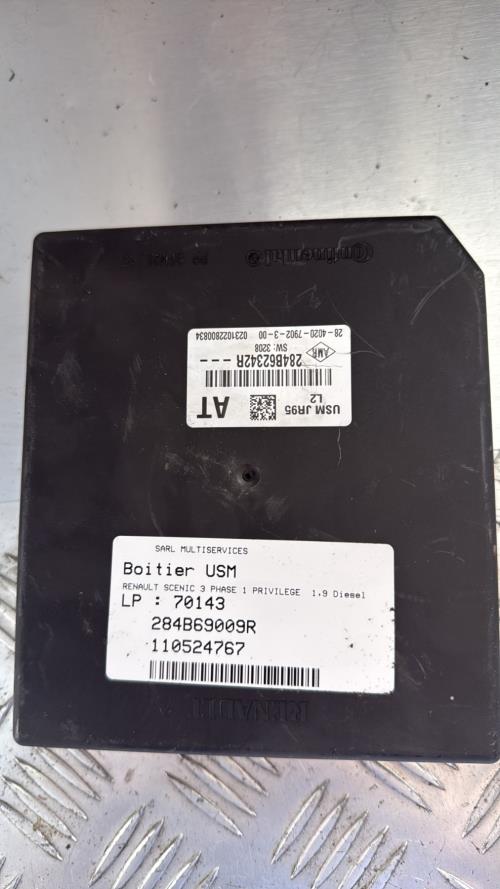 Continental
USM JR95
L2
AT
284B62342R ---
AMR
SW: 3208
28-4020-7902-3-00 0231022800834
SARL MULTISERVICES
Boitier USM
RENAULT SCENIC 3 PHASE 1 PRIVILEGE 1.9 Diesel
LP : 70143
284B69009R
110524767
RENAULT